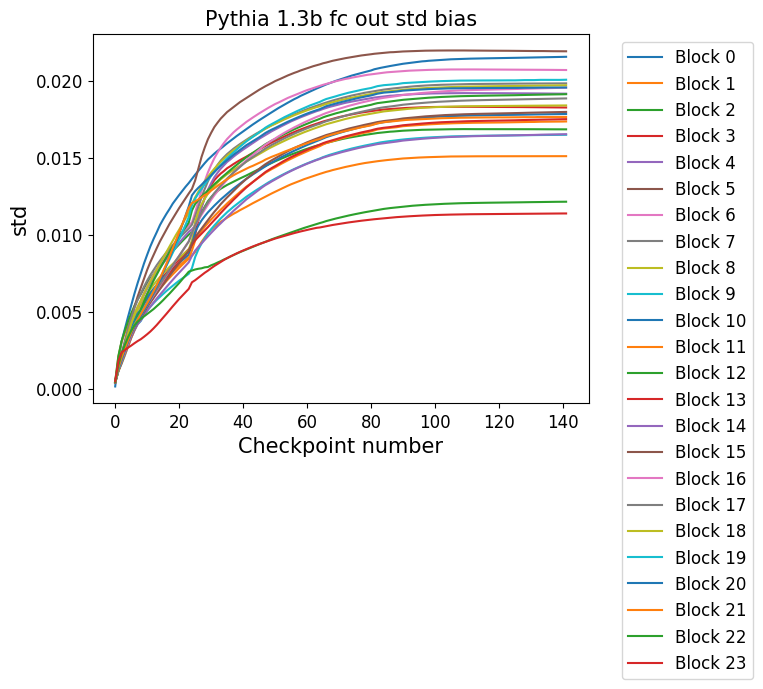 Pythia 1.3b fc out std bias
std
0.020
0.015
0.010
0.005
0.000
0 20 40 60 80 100 120 140
Checkpoint number
Block 0
Block 1
Block 2
Block 3
Block 4
Block 5
Block 6
Block 7
Block 8
Block 9
Block 10
Block 11
Block 12
Block 13
Block 14
Block 15
Block 16
Block 17
Block 18
Block 19
Block 20
Block 21
Block 22
Block 23